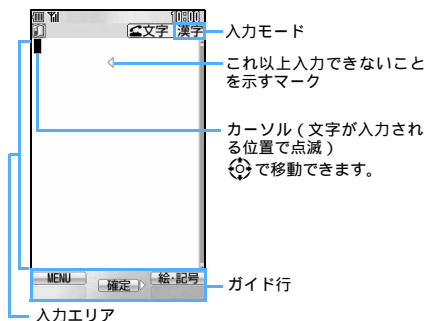 10:00
文字 漢字
入力モード
これ以上入力できないこと
を示すマーク
カーソル（文字が入力され
る位置で点滅）
で移動できます。
MENU 確定 絵･記号
ガイド行
入力エリア